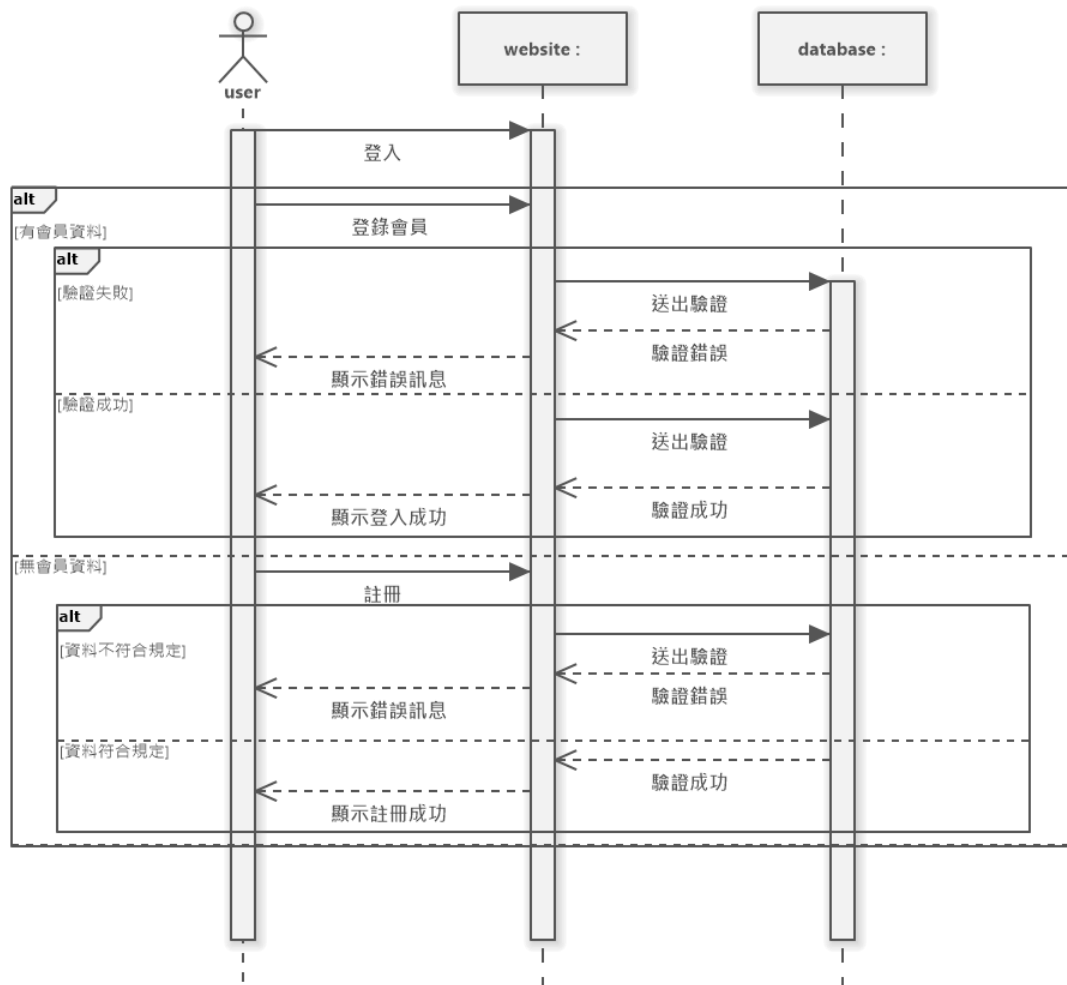 user
website :
database :
登入
alt
登錄會員
[有會員資料]
alt
[驗證失敗]
送出驗證
驗證錯誤
顯示錯誤訊息
[驗證成功]
送出驗證
驗證成功
顯示登入成功
[無會員資料]
註冊
alt
[資料不符合規定]
送出驗證
驗證錯誤
顯示錯誤訊息
[資料符合規定]
驗證成功
顯示註冊成功